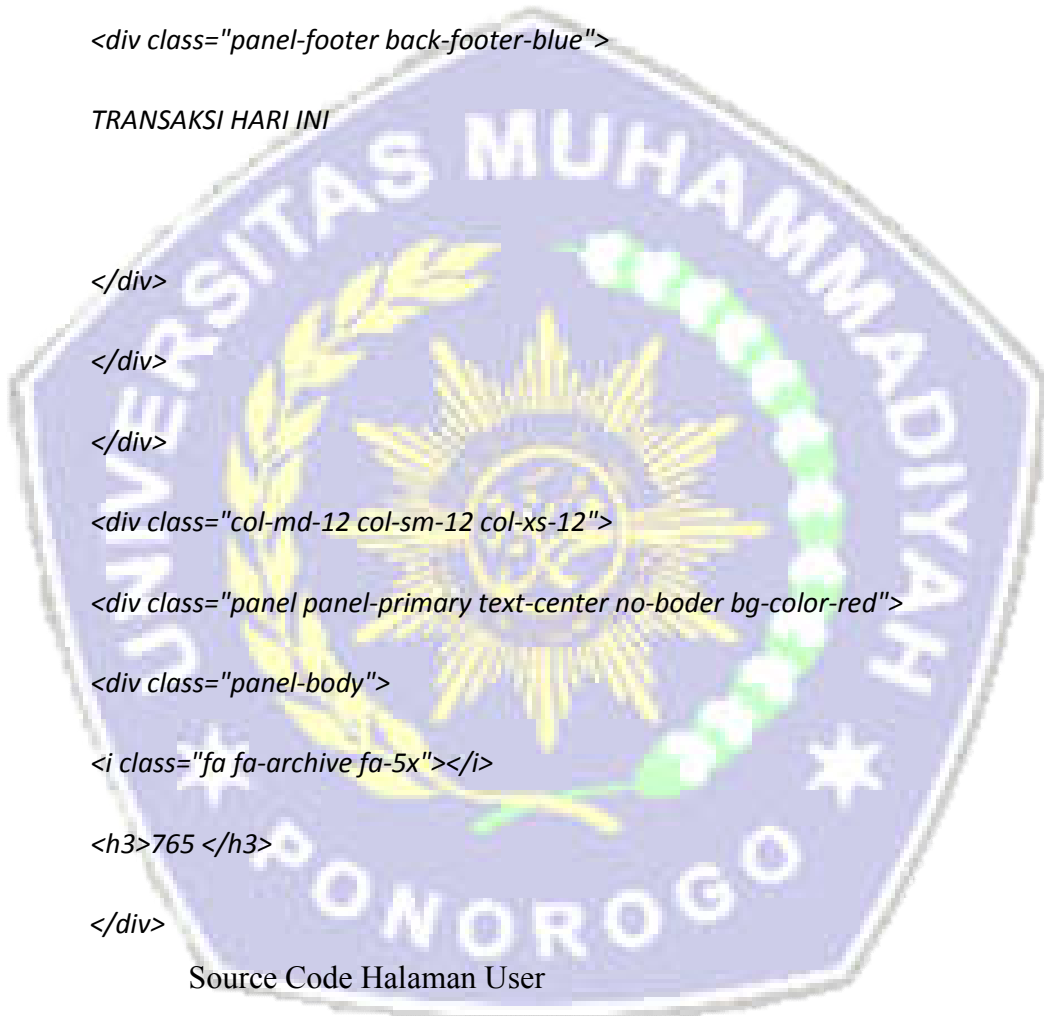 <div class="panel-footer back-footer-blue">
TRANSAKSI HARI INI
</div>
</div>
</div>
<div class="col-md-12 col-sm-12 col-xs-12">
<div class="panel panel-primary text-center no-boder bg-color-red">
<div class="panel-body">
<i class="fa fa-archive fa-5x"></i>
<h3>765 </h3>
</div>
Source Code Halaman User
UNIVERSITAS MUHAMMADIYAH
PONOROGO